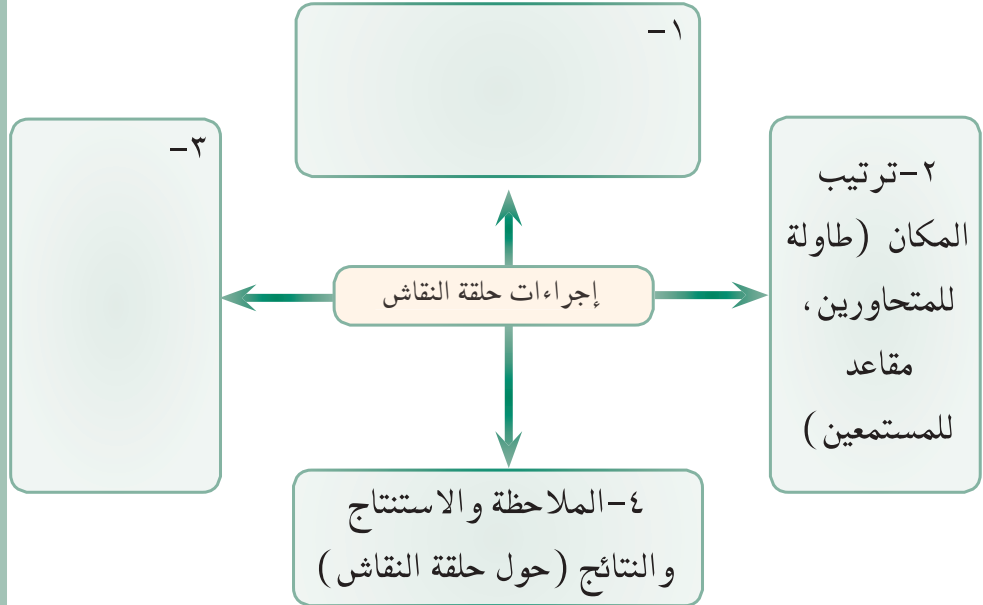 ١-
٢-ترتيب
المكان (طاولة
للمتحاورين،
مقاعد
للمستمعين)
٣-
إجراءات حلقة النقاش
٤-الملاحظة والاستنتاج
والنتائج (حول حلقة النقاش)